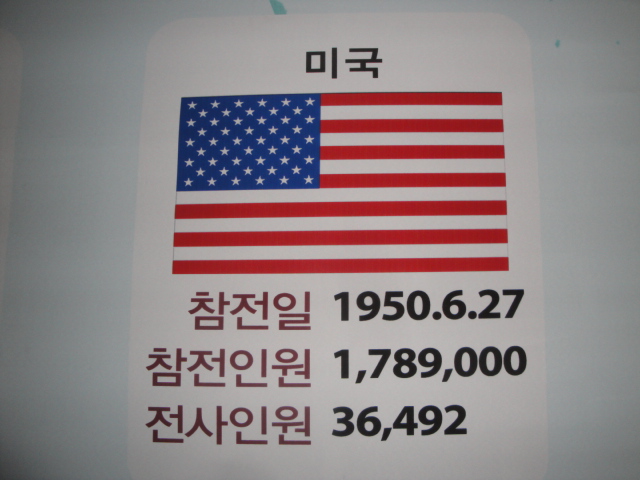 미국
참전일 1950.6.27
참전인원 1,789,000
전사인원 36,492